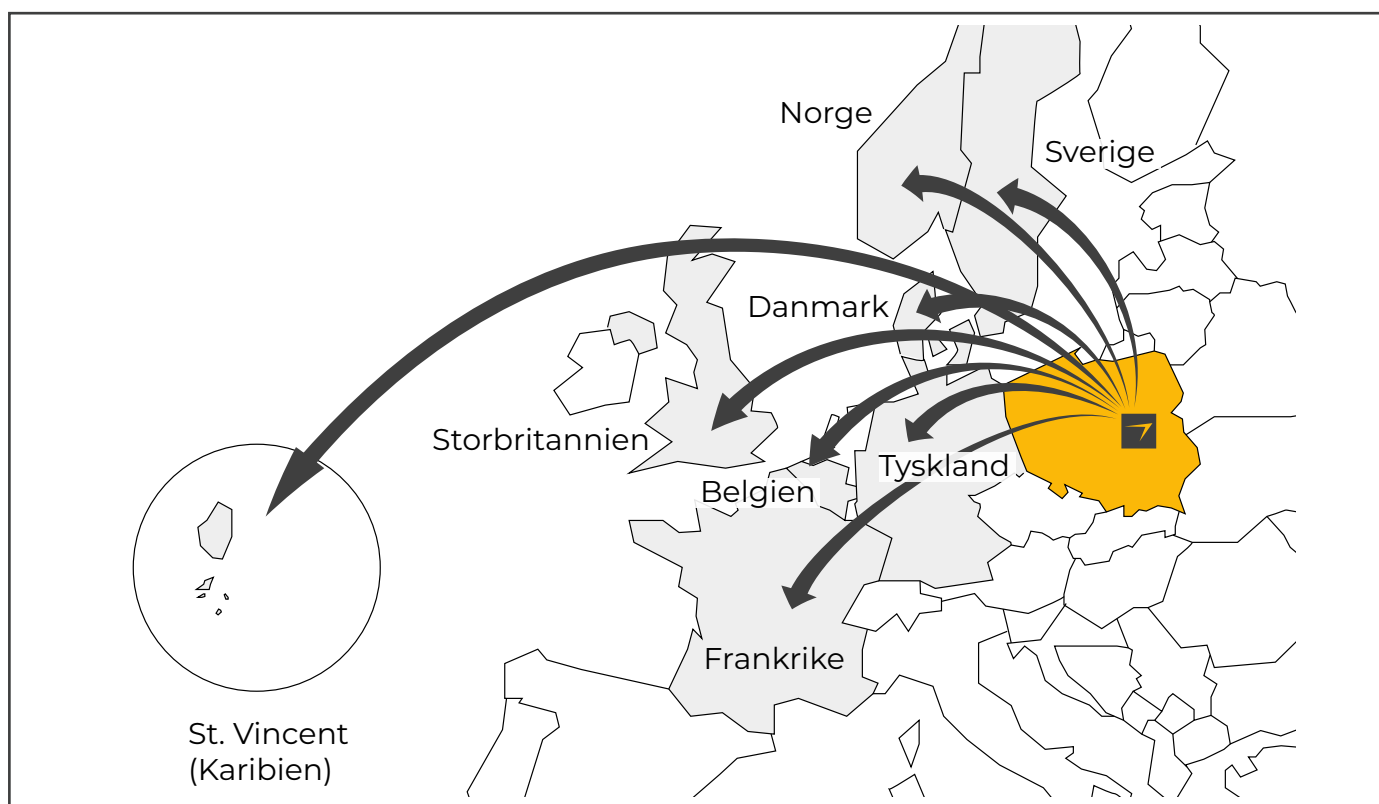 Norge
Sverige
Danmark
Storbritannien
Tyskland
Belgien
Frankrike
St. Vincent
(Karibien)